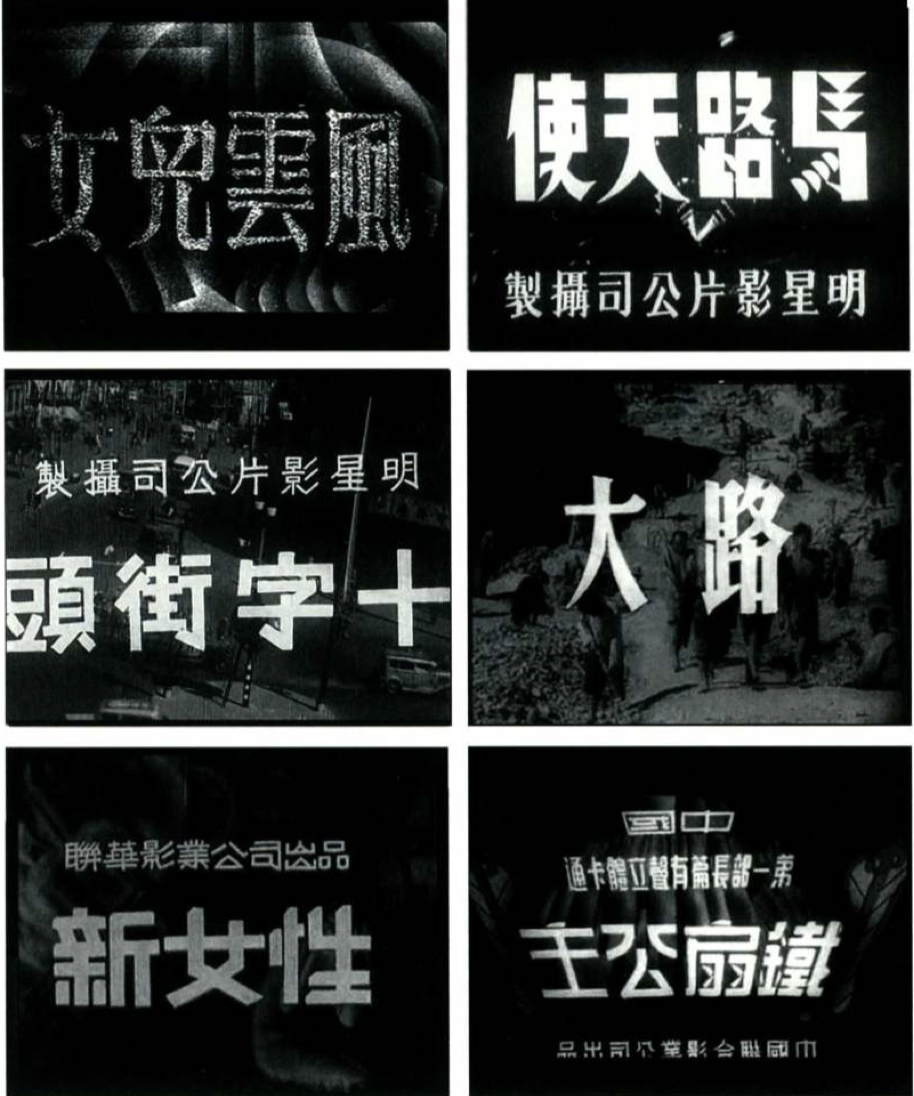 風雲兒女
馬路天使
明星影片公司攝製
明星影片公司攝製
十字街頭
大路
聯華影業公司出品
新女性
中國
第一部長篇有聲立體卡通
鐵扇公主
中國聯合影業公司出品